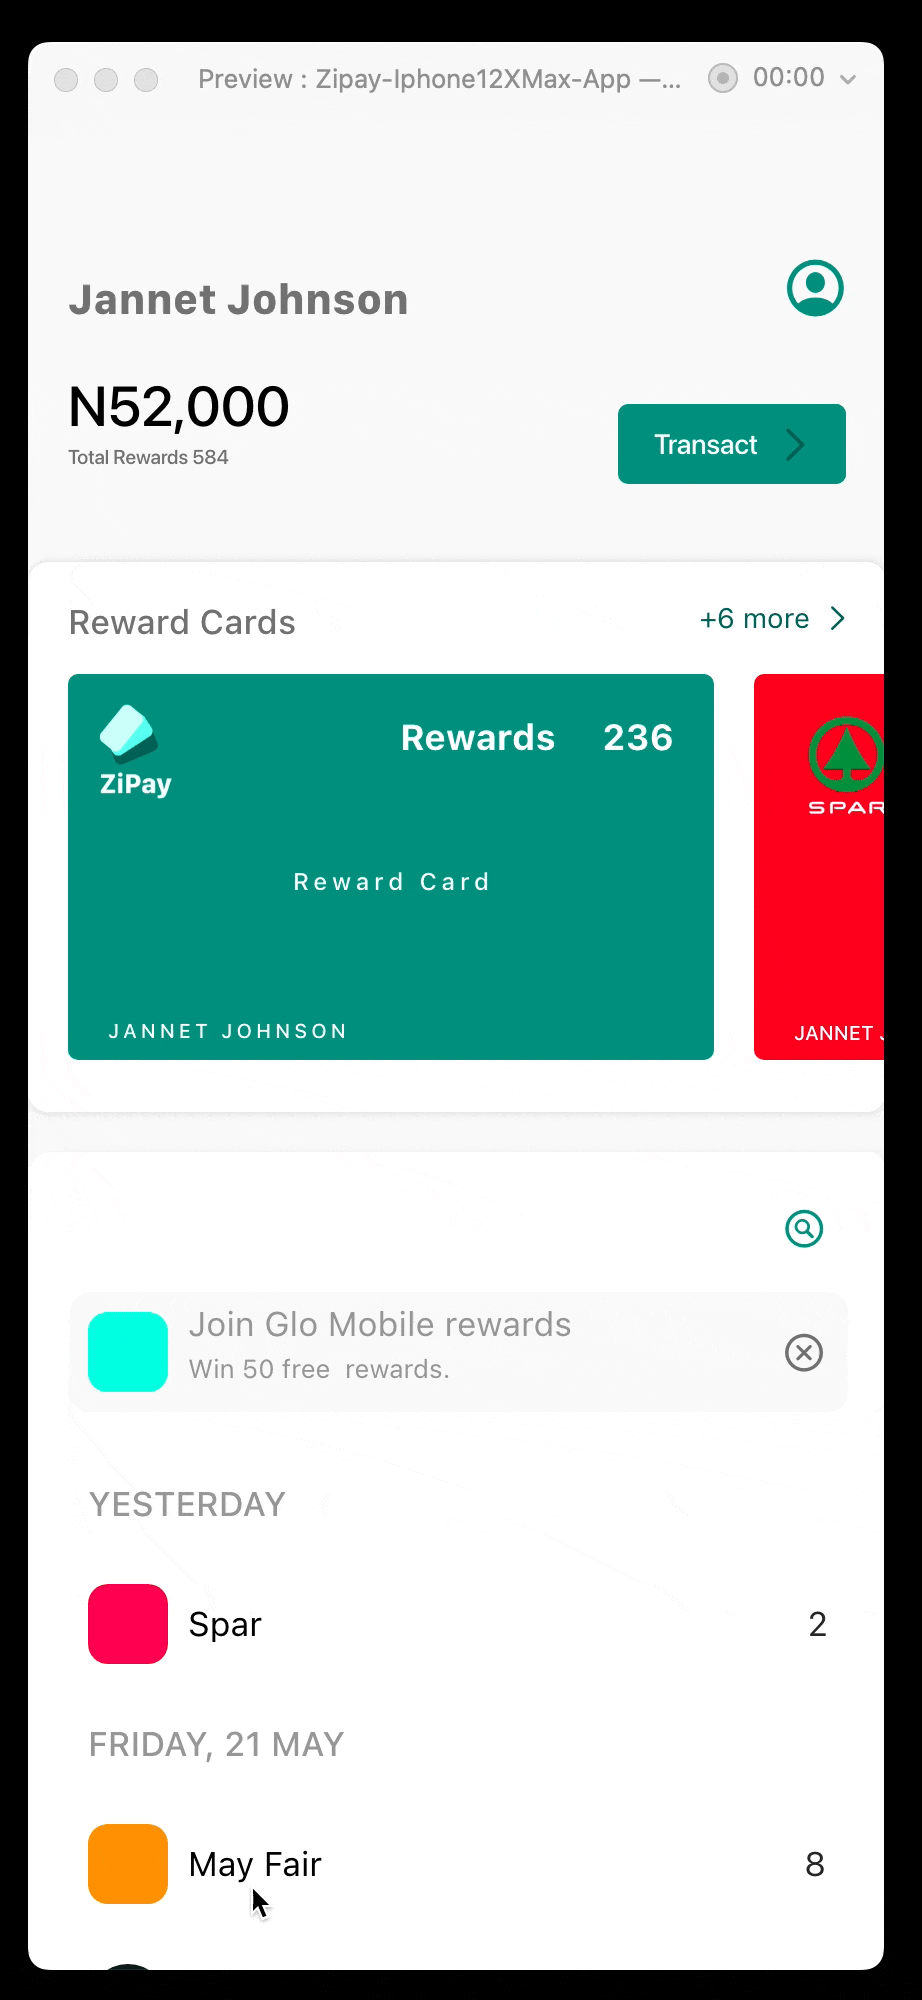 Preview : Zipay-Iphone12XMax-App —... 00:00
Jannet Johnson
N52,000
Total Rewards 584
Transact
Reward Cards
+6 more
ZiPay
Rewards 236
Reward Card
JANNET JOHNSON
SPAR
JANNET
Join Glo Mobile rewards
Win 50 free  rewards.
YESTERDAY
Spar 2
FRIDAY, 21 MAY
May Fair 8